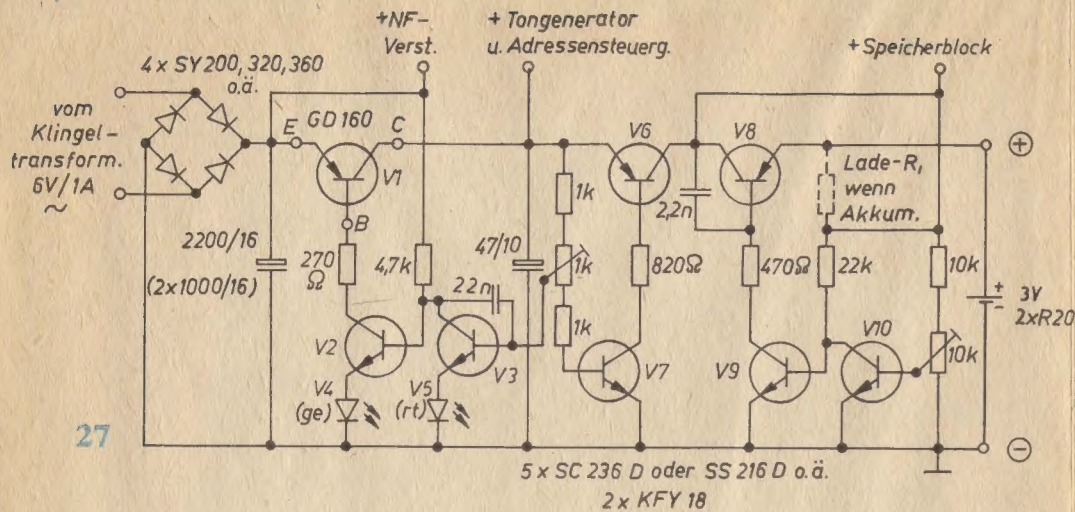 +NF-
Verst.
+ Tongenerator
u. Adressensteuerg.
+ Speicherblock
4 x SY 200, 320, 360
o.ä.
vom
Klingel-
transform.
6V/1A
~
E
GD 160
C
V1
B
V6
V8
+
Lade-R,
wenn
Akkum.
2200/16
(2x1000/16)
270
Ω
4,7k
22n
47/10
1k
1k
1k
820Ω
2,2n
470Ω
22k
10k
10k
+
-
3V
2xR20
V2
V3
V4
(ge)
V5
(rt)
V7
V9
V10
-
27
5 x SC 236 D oder SS 216 D o.ä.
2 x KFY 18